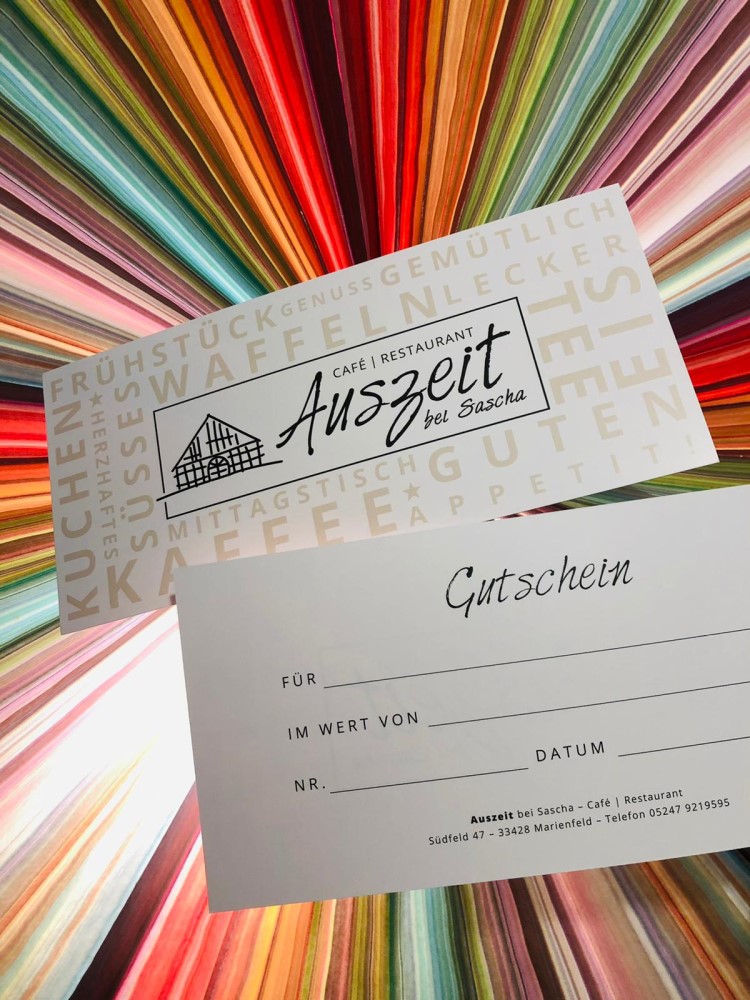 FRÜHSTÜCK GENUSS GEMÜTLICH
WAFFELN LECKER
KUCHEN
★ HERZHAFTES
SÜSSES
TEE
EIS
CAFÉ | RESTAURANT
Auszeit
bei Sascha
MITTAGSTISCH GUTEN
KAFFEE ★ APPETIT!
Gutschein
FÜR
IM WERT VON
NR. DATUM
Auszeit bei Sascha – Café | Restaurant
Südfeld 47 – 33428 Marienfeld – Telefon 05247 9219595